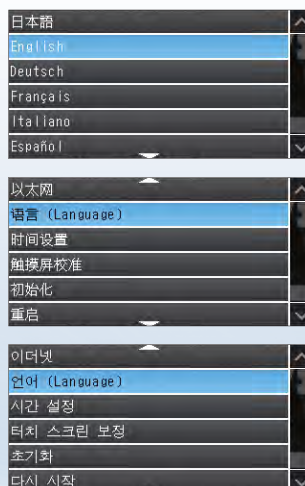 日本語
English
Deutsch
Français
Italiano
Español
以太网
语言 (Language)
时间设置
触摸屏校准
初始化
重启
이더넷
언어 (Language)
시간 설정
터치 스크린 보정
초기화
다시 시작